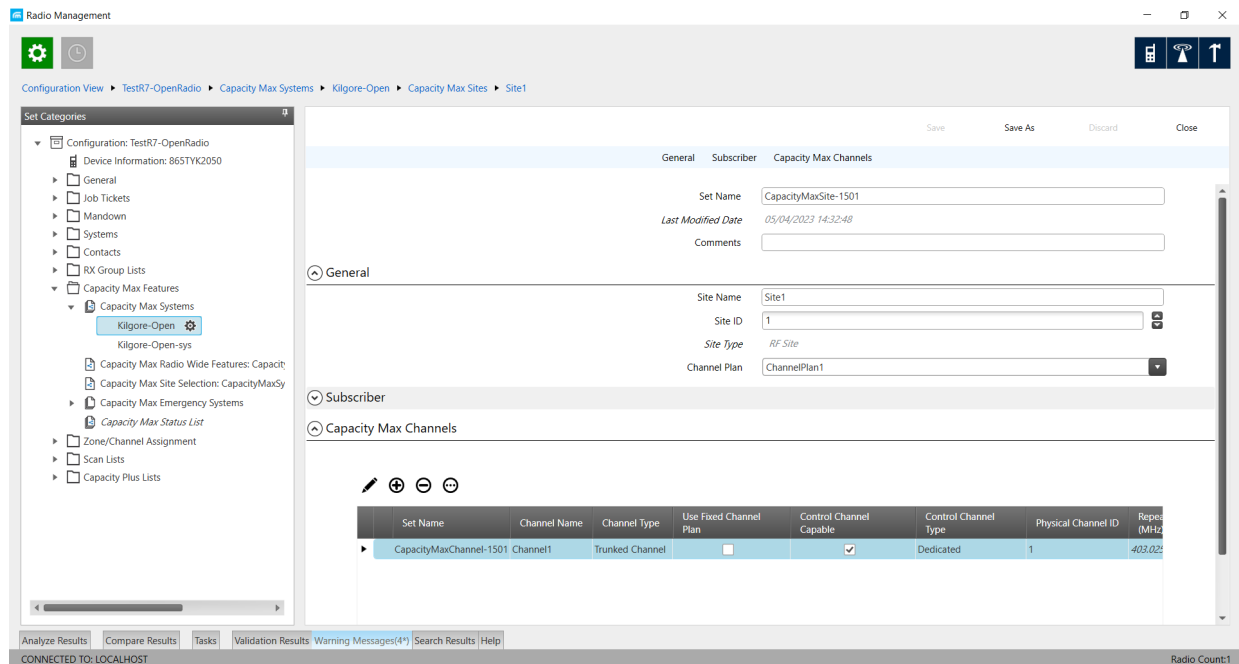 Radio Management
Configuration View TestR7-OpenRadio Capacity Max Systems Kilgore-Open Capacity Max Sites Site1
Set Categories
Configuration: TestR7-OpenRadio
Device Information: 865TYK2050
General
Job Tickets
Mandown
Systems
Contacts
RX Group Lists
Capacity Max Features
Capacity Max Systems
Kilgore-Open
Kilgore-Open-sys
Capacity Max Radio Wide Features: Capacit
Capacity Max Site Selection: CapacityMaxSy
Capacity Max Emergency Systems
Capacity Max Status List
Zone/Channel Assignment
Scan Lists
Capacity Plus Lists
Save Save As Discard Close
General Subscriber Capacity Max Channels
Set Name CapacityMaxSite-1501
Last Modified Date 05/04/2023 14:32:48
Comments
General
Site Name Site1
Site ID 1
Site Type RF Site
Channel Plan ChannelPlan1
Subscriber
Capacity Max Channels
Set Name Channel Name Channel Type Use Fixed Channel Plan Control Channel Capable Control Channel Type Physical Channel ID Repea (MHz)
CapacityMaxChannel-1501 Channel1 Trunked Channel Dedicated 1 403.025
Analyze Results Compare Results Tasks Validation Results Warning Messages(4*) Search Results Help
CONNECTED TO: LOCALHOST Radio Count:1